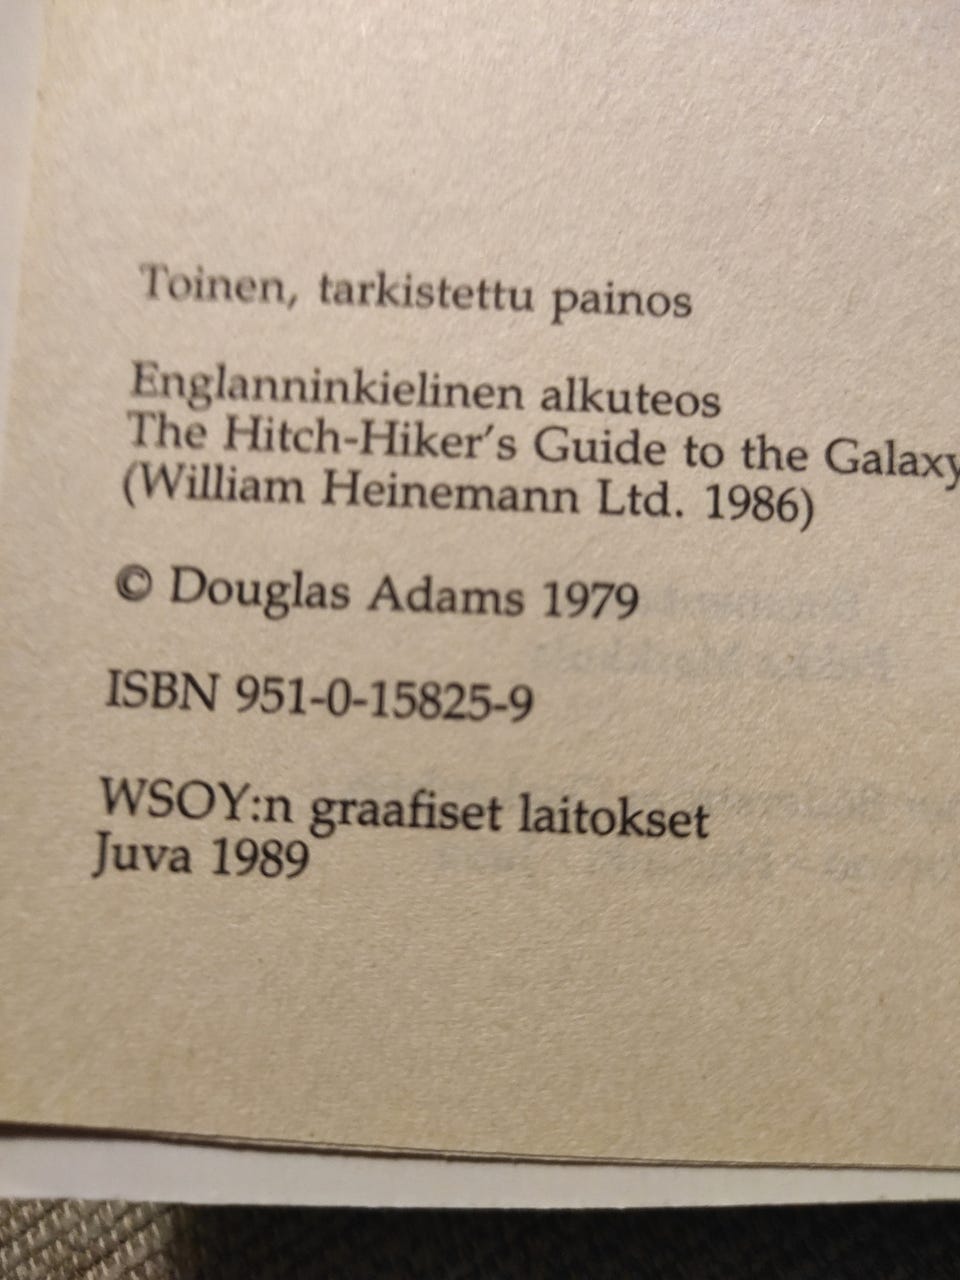 Toinen, tarkistettu painos
Englanninkielinen alkuteos
The Hitch-Hiker's Guide to the Galaxy
(William Heinemann Ltd. 1986)
© Douglas Adams 1979
ISBN 951-0-15825-9
WSOY:n graafiset laitokset
Juva 1989